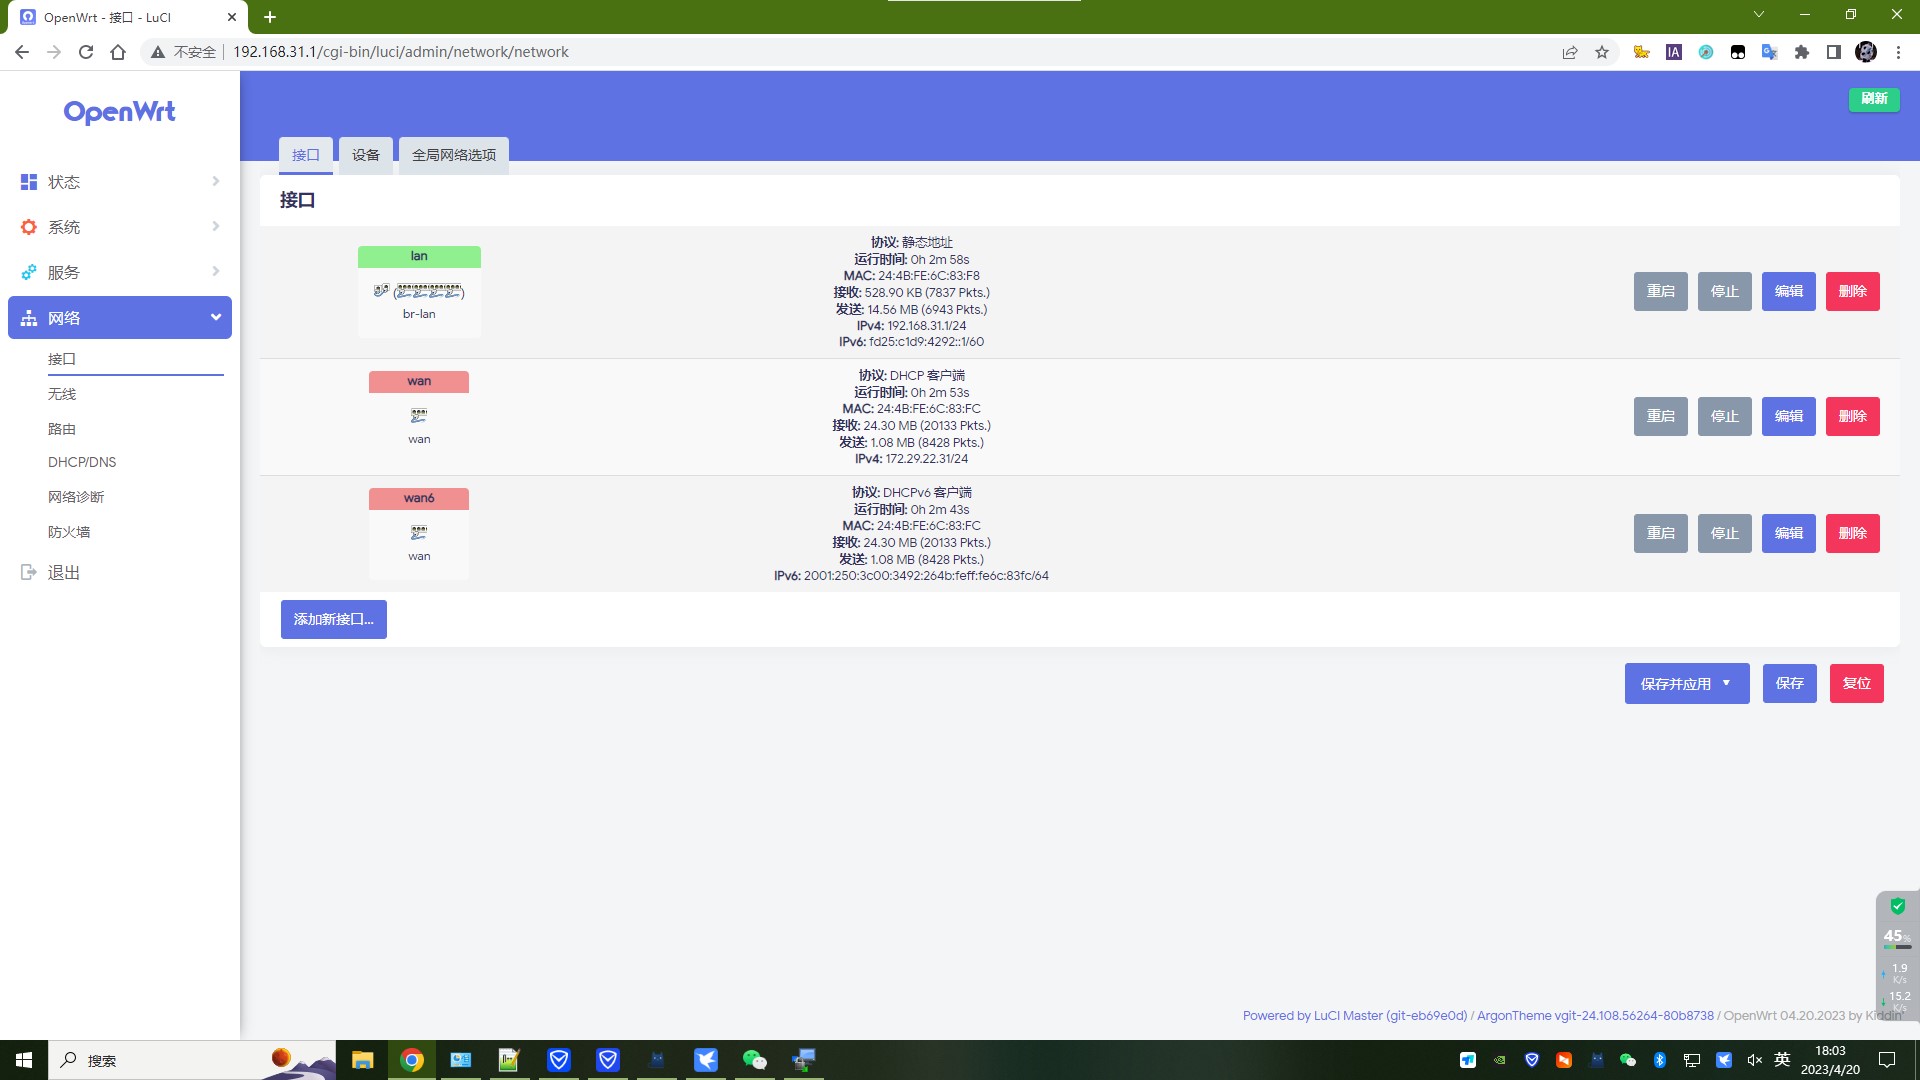 OpenWrt - 接口 - LuCI
不安全 192.168.31.1/cgi-bin/luci/admin/network/network
IA
OpenWrt
刷新
接口 设备 全局网络选项
状态
系统
服务
网络
接口
无线
路由
DHCP/DNS
网络诊断
防火墙
退出
接口
lan
br-lan
协议: 静态地址
运行时间: 0h 2m 58s
MAC: 24:4B:FE:6C:83:F8
接收: 528.90 KB (7837 Pkts.)
发送: 14.56 MB (6943 Pkts.)
IPv4: 192.168.31.1/24
IPv6: fd25:c1d9:4292::1/60
重启 停止 编辑 删除
wan
wan
协议: DHCP 客户端
运行时间: 0h 2m 53s
MAC: 24:4B:FE:6C:83:FC
接收: 24.30 MB (20133 Pkts.)
发送: 1.08 MB (8428 Pkts.)
IPv4: 172.29.22.31/24
重启 停止 编辑 删除
wan6
wan
协议: DHCPv6 客户端
运行时间: 0h 2m 43s
MAC: 24:4B:FE:6C:83:FC
接收: 24.30 MB (20133 Pkts.)
发送: 1.08 MB (8428 Pkts.)
IPv6: 2001:250:3c00:3492:264b:feff:fe6c:83fc/64
重启 停止 编辑 删除
添加新接口...
保存并应用 保存 复位
45%
1.9
K/s
15.2
K/s
Powered by LuCI Master (git-eb69e0d) / ArgonTheme vgit-24.108.56264-80b8738 / OpenWrt 04.20.2023 by Kiddin'
搜索
英
18:03
2023/4/20